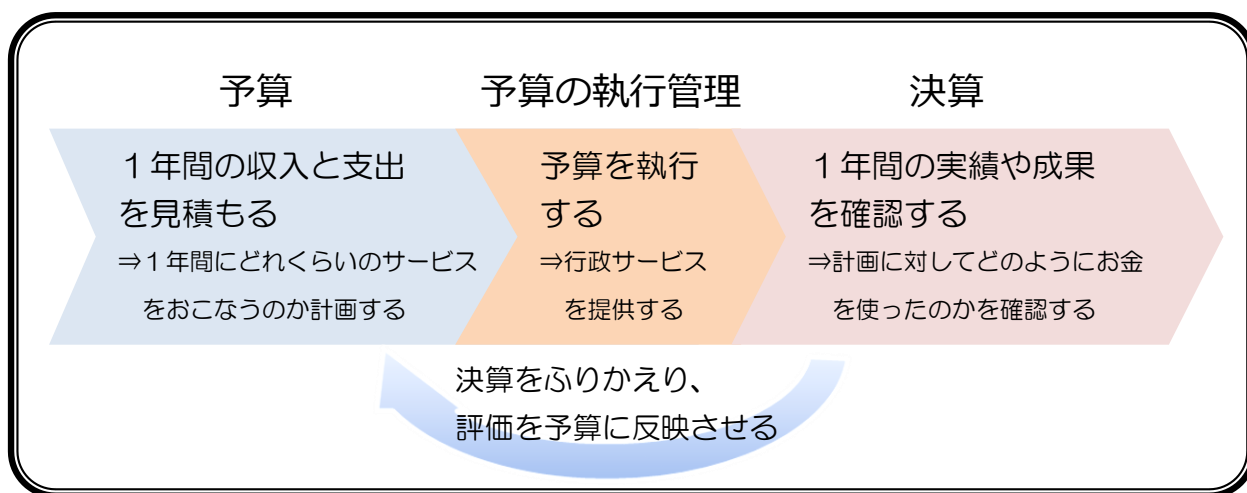 予算
予算の執行管理
決算
１年間の収入と支出
を見積もる
⇒１年間にどれくらいのサービス
をおこなうのか計画する
予算を執行
する
⇒行政サービス
を提供する
１年間の実績や成果
を確認する
⇒計画に対してどのようにお金
を使ったのかを確認する
決算をふりかえり、
評価を予算に反映させる